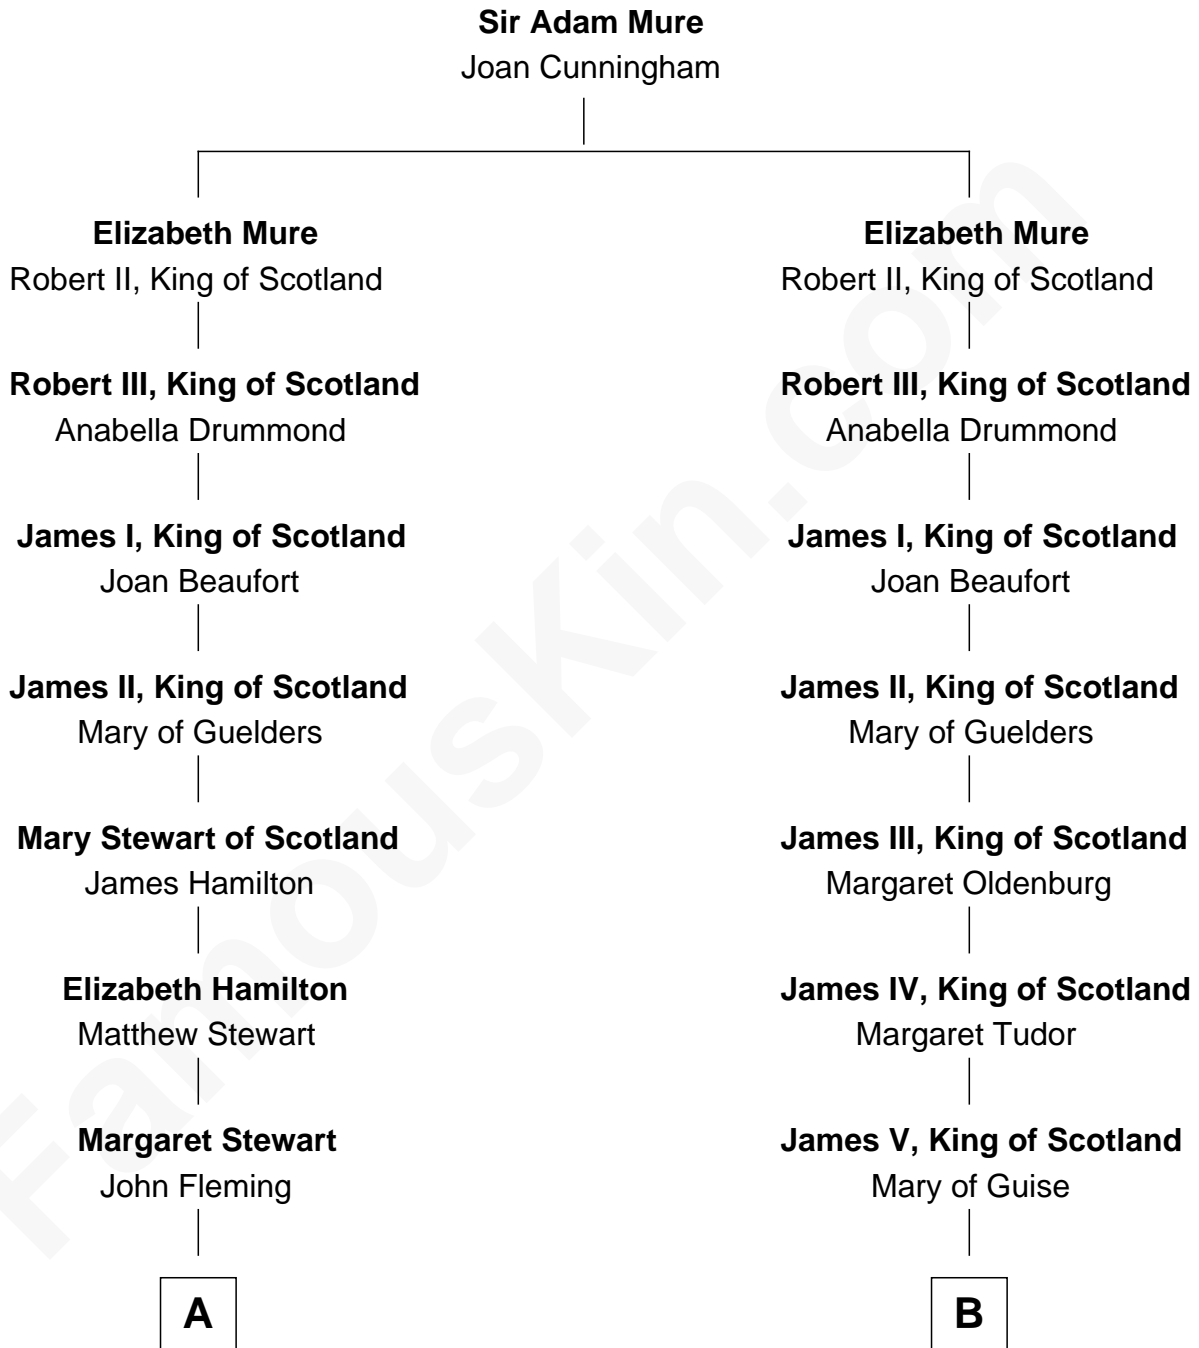 Sir Adam Mure
Joan Cunningham
Elizabeth Mure
Robert II, King of Scotland
Robert III, King of Scotland
Anabella Drummond
James I, King of Scotland
Joan Beaufort
James II, King of Scotland
Mary of Guelders
Mary Stewart of Scotland
James Hamilton
Elizabeth Hamilton
Matthew Stewart
Margaret Stewart
John Fleming
A
Elizabeth Mure
Robert II, King of Scotland
Robert III, King of Scotland
Anabella Drummond
James I, King of Scotland
Joan Beaufort
James II, King of Scotland
Mary of Guelders
James III, King of Scotland
Margaret Oldenburg
James IV, King of Scotland
Margaret Tudor
James V, King of Scotland
Mary of Guise
B
FamousKin.com